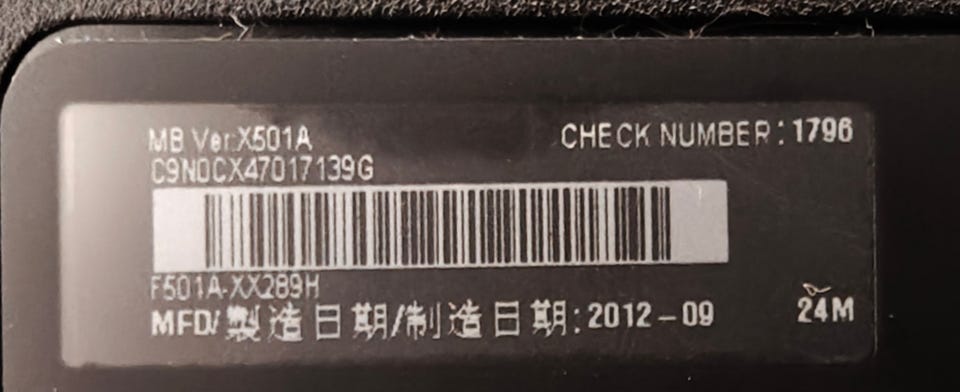 MB Ver:X501A
CHECK NUMBER:1796
C9N0CX47017139G
F501A-XX289H
MFD/製造日期/制造日期:2012-09
24M